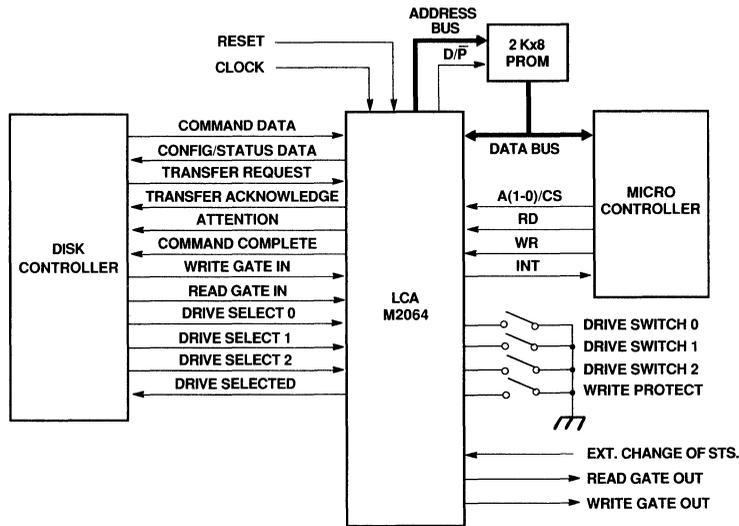 ADDRESS
BUS
RESET
CLOCK
D/P̅
2 Kx8
PROM
COMMAND DATA
CONFIG/STATUS DATA
TRANSFER REQUEST
TRANSFER ACKNOWLEDGE
ATTENTION
COMMAND COMPLETE
WRITE GATE IN
READ GATE IN
DRIVE SELECT 0
DRIVE SELECT 1
DRIVE SELECT 2
DRIVE SELECTED
DISK
CONTROLLER
LCA
M2064
DATA BUS
A(1-0)/CS
RD
WR
INT
MICRO
CONTROLLER
DRIVE SWITCH 0
DRIVE SWITCH 1
DRIVE SWITCH 2
WRITE PROTECT
EXT. CHANGE OF STS.
READ GATE OUT
WRITE GATE OUT